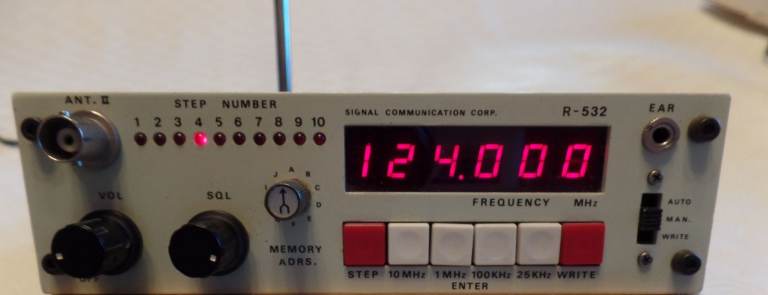 ANT. II
STEP NUMBER
1 2 3 4 5 6 7 8 9 10
SIGNAL COMMUNICATION CORP.
R-532
EAR
124.000
FREQUENCY MHz
VOL
OFF
SQL
J A B C D E F
MEMORY
ADRS.
AUTO
MAN.
WRITE
STEP 10MHz 1MHz 100KHz 25KHz WRITE
ENTER